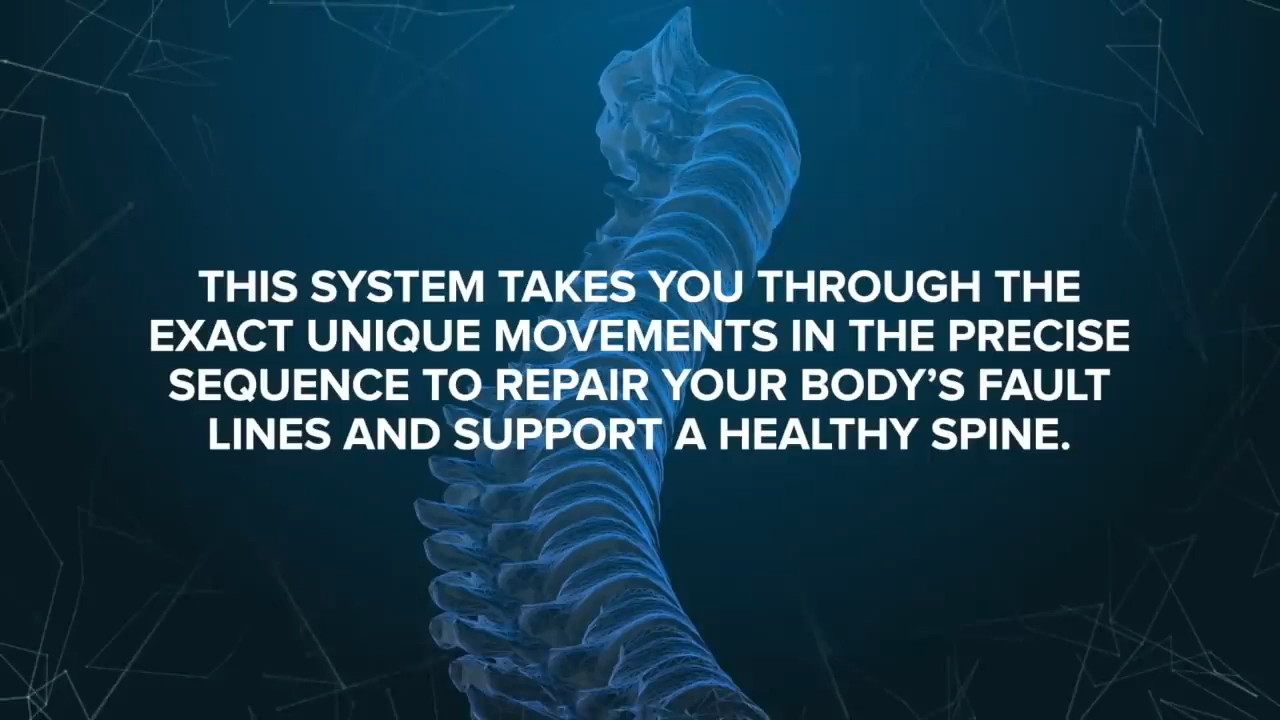 THIS SYSTEM TAKES YOU THROUGH THE
EXACT UNIQUE MOVEMENTS IN THE PRECISE
SEQUENCE TO REPAIR YOUR BODY’S FAULT
LINES AND SUPPORT A HEALTHY SPINE.